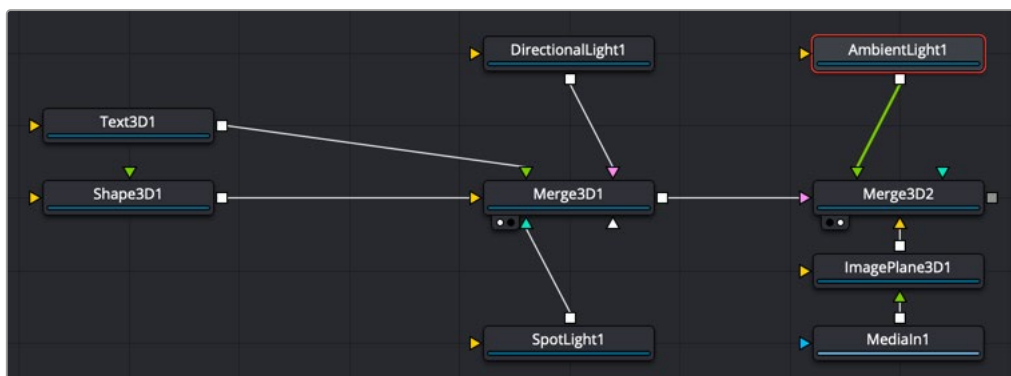 DirectionalLight1
AmbientLight1
Text3D1
Shape3D1
Merge3D1
Merge3D2
ImagePlane3D1
SpotLight1
MediaIn1